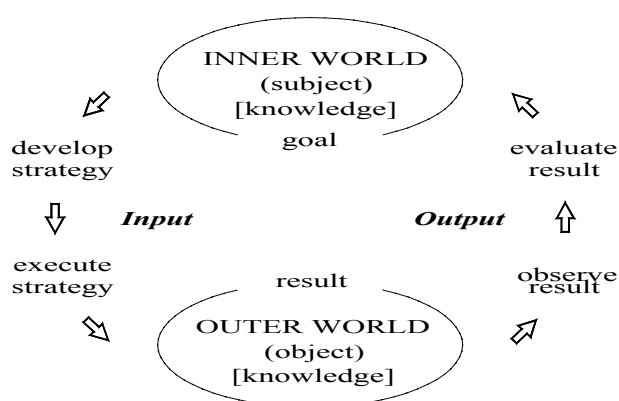 INNER WORLD
(subject)
[knowledge]
goal
develop
strategy
evaluate
result
Input
Output
execute
strategy
observe
result
result
OUTER WORLD
(object)
[knowledge]